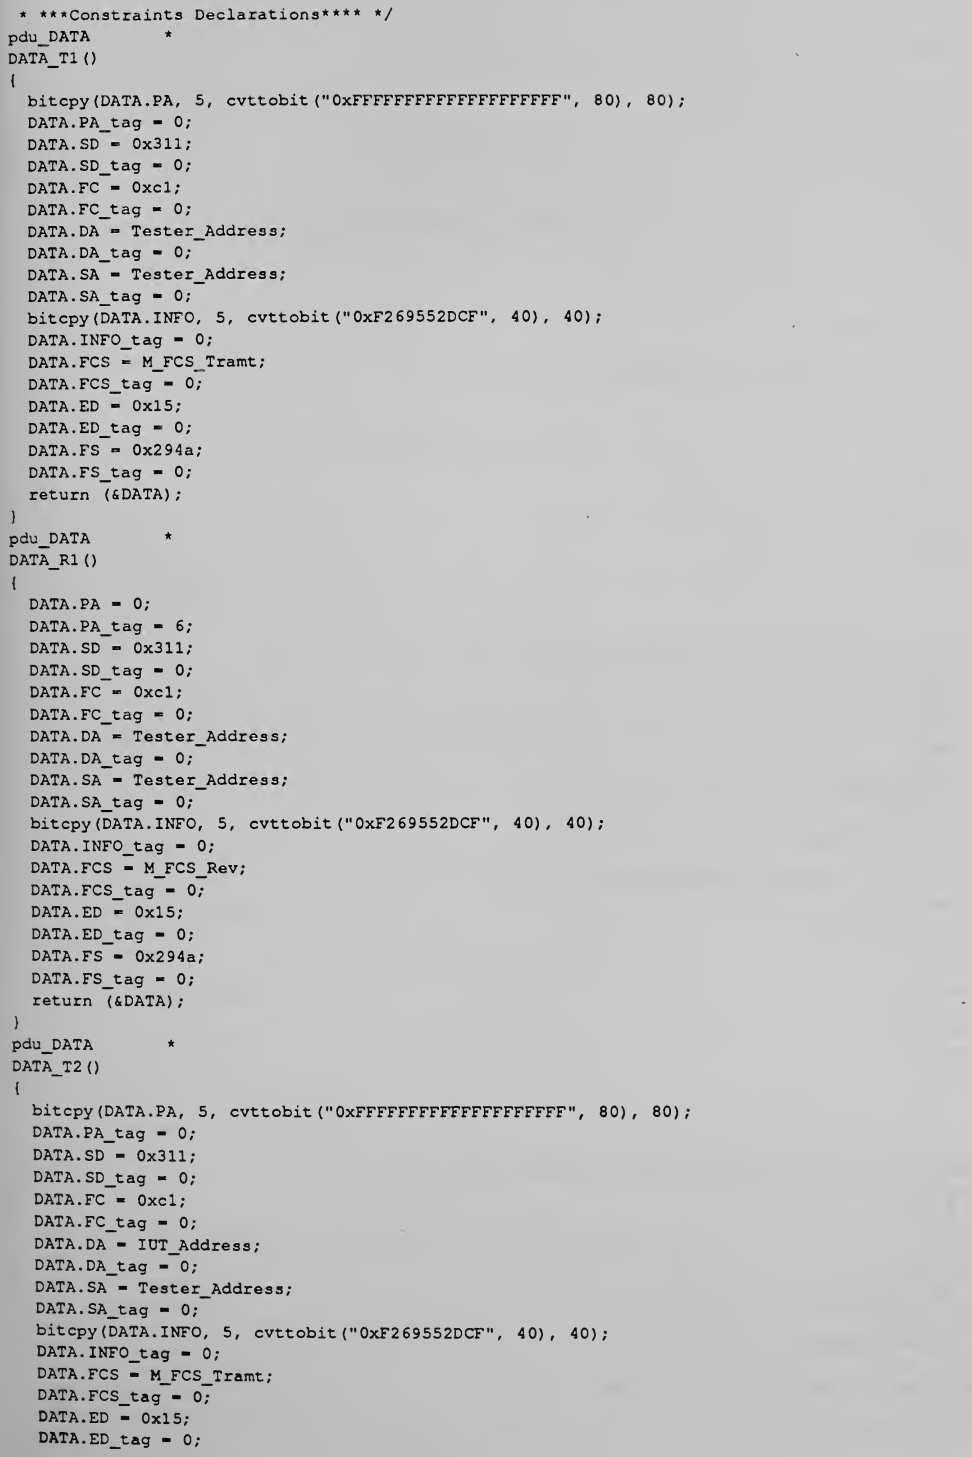 * ***Constraints Declarations**** */
pdu_DATA *
DATA_T1()
{
bitcpy(DATA.PA, 5, cvttobit("0xFFFFFFFFFFFFFFFFFFFF", 80), 80);
DATA.PA_tag = 0;
DATA.SD = 0x311;
DATA.SD_tag = 0;
DATA.FC = 0xc1;
DATA.FC_tag = 0;
DATA.DA = Tester_Address;
DATA.DA_tag = 0;
DATA.SA = Tester_Address;
DATA.SA_tag = 0;
bitcpy(DATA.INFO, 5, cvttobit("0xF269552DCF", 40), 40);
DATA.INFO_tag = 0;
DATA.FCS = M_FCS_Tramt;
DATA.FCS_tag = 0;
DATA.ED = 0x15;
DATA.ED_tag = 0;
DATA.FS = 0x294a;
DATA.FS_tag = 0;
return (&DATA);
}
pdu_DATA *
DATA_R1()
{
DATA.PA = 0;
DATA.PA_tag = 6;
DATA.SD = 0x311;
DATA.SD_tag = 0;
DATA.FC = 0xc1;
DATA.FC_tag = 0;
DATA.DA = Tester_Address;
DATA.DA_tag = 0;
DATA.SA = Tester_Address;
DATA.SA_tag = 0;
bitcpy(DATA.INFO, 5, cvttobit("0xF269552DCF", 40), 40);
DATA.INFO_tag = 0;
DATA.FCS = M_FCS_Rev;
DATA.FCS_tag = 0;
DATA.ED = 0x15;
DATA.ED_tag = 0;
DATA.FS = 0x294a;
DATA.FS_tag = 0;
return (&DATA);
}
pdu_DATA *
DATA_T2()
{
bitcpy(DATA.PA, 5, cvttobit("0xFFFFFFFFFFFFFFFFFFFF", 80), 80);
DATA.PA_tag = 0;
DATA.SD = 0x311;
DATA.SD_tag = 0;
DATA.FC = 0xc1;
DATA.FC_tag = 0;
DATA.DA = IUT_Address;
DATA.DA_tag = 0;
DATA.SA = Tester_Address;
DATA.SA_tag = 0;
bitcpy(DATA.INFO, 5, cvttobit("0xF269552DCF", 40), 40);
DATA.INFO_tag = 0;
DATA.FCS = M_FCS_Tramt;
DATA.FCS_tag = 0;
DATA.ED = 0x15;
DATA.ED_tag = 0;